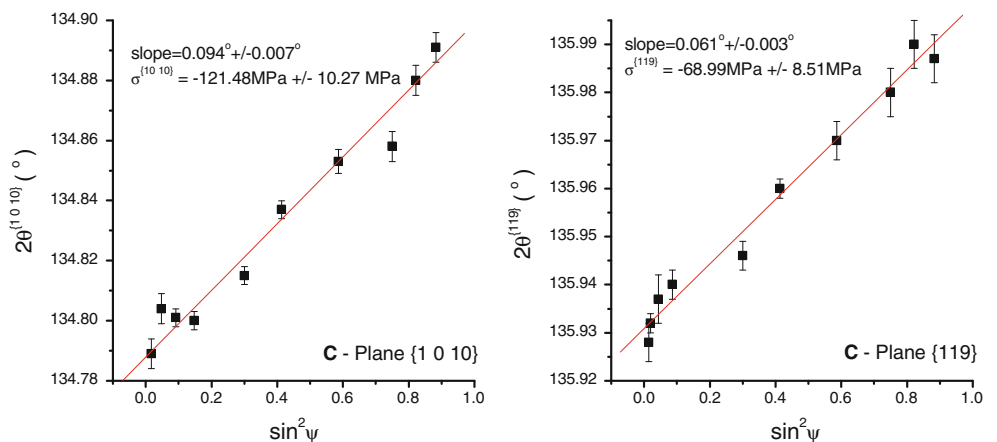 slope=0.094°+/-0.007°
σ^{10 10} = -121.48MPa +/- 10.27 MPa
134.90
134.88
134.86
134.84
134.82
134.80
134.78
2θ^{1 0 10} (°)
C - Plane {1 0 10}
0.0 0.2 0.4 0.6 0.8 1.0
sin²ψ
slope=0.061°+/-0.003°
σ^{119} = -68.99MPa +/- 8.51MPa
135.99
135.98
135.97
135.96
135.95
135.94
135.93
135.92
2θ^{119} (°)
C - Plane {119}
0.0 0.2 0.4 0.6 0.8 1.0
sin²ψ